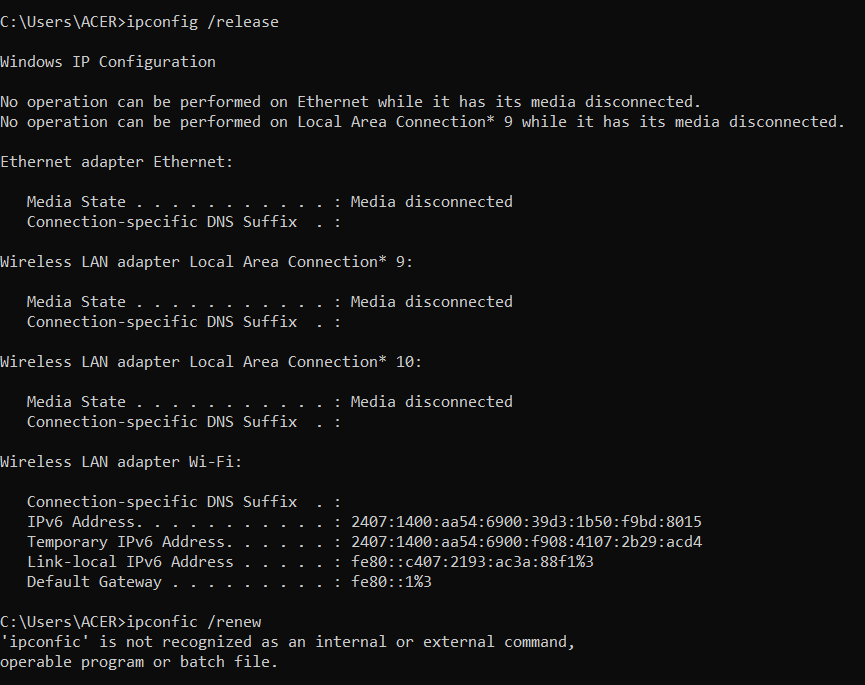 C:\Users\ACER>ipconfig /release
Windows IP Configuration
No operation can be performed on Ethernet while it has its media disconnected.
No operation can be performed on Local Area Connection* 9 while it has its media disconnected.
Ethernet adapter Ethernet:
Media State . . . . . . . . . . . : Media disconnected
Connection-specific DNS Suffix  . :
Wireless LAN adapter Local Area Connection* 9:
Media State . . . . . . . . . . . : Media disconnected
Connection-specific DNS Suffix  . :
Wireless LAN adapter Local Area Connection* 10:
Media State . . . . . . . . . . . : Media disconnected
Connection-specific DNS Suffix  . :
Wireless LAN adapter Wi-Fi:
Connection-specific DNS Suffix  . :
IPv6 Address. . . . . . . . . . . : 2407:1400:aa54:6900:39d3:1b50:f9bd:8015
Temporary IPv6 Address. . . . . . : 2407:1400:aa54:6900:f908:4107:2b29:acd4
Link-local IPv6 Address . . . . . : fe80::c407:2193:ac3a:88f1%3
Default Gateway . . . . . . . . . : fe80::1%3
C:\Users\ACER>ipconfic /renew
'ipconfic' is not recognized as an internal or external command,
operable program or batch file.